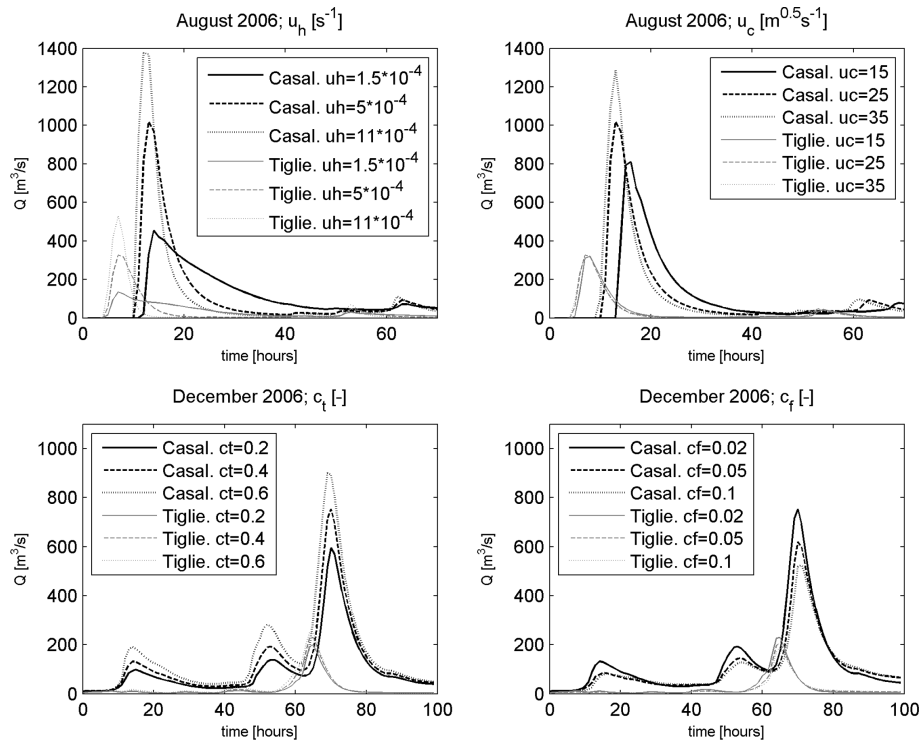 August 2006; u_h [s^-1]
Q [m³/s]
1400
1200
1000
800
600
400
200
0
Casal. uh=1.5*10^-4
Casal. uh=5*10^-4
Casal. uh=11*10^-4
Tiglie. uh=1.5*10^-4
Tiglie. uh=5*10^-4
Tiglie. uh=11*10^-4
0 20 40 60
time [hours]
August 2006; u_c [m^0.5s^-1]
Q [m³/s]
1400
1200
1000
800
600
400
200
0
Casal. uc=15
Casal. uc=25
Casal. uc=35
Tiglie. uc=15
Tiglie. uc=25
Tiglie. uc=35
0 20 40 60
time [hours]
December 2006; c_t [-]
Q [m³/s]
1000
800
600
400
200
0
Casal. ct=0.2
Casal. ct=0.4
Casal. ct=0.6
Tiglie. ct=0.2
Tiglie. ct=0.4
Tiglie. ct=0.6
0 20 40 60 80 100
time [hours]
December 2006; c_f [-]
Q [m³/s]
1000
800
600
400
200
0
Casal. cf=0.02
Casal. cf=0.05
Casal. cf=0.1
Tiglie. cf=0.02
Tiglie. cf=0.05
Tiglie. cf=0.1
0 20 40 60 80 100
time [hours]